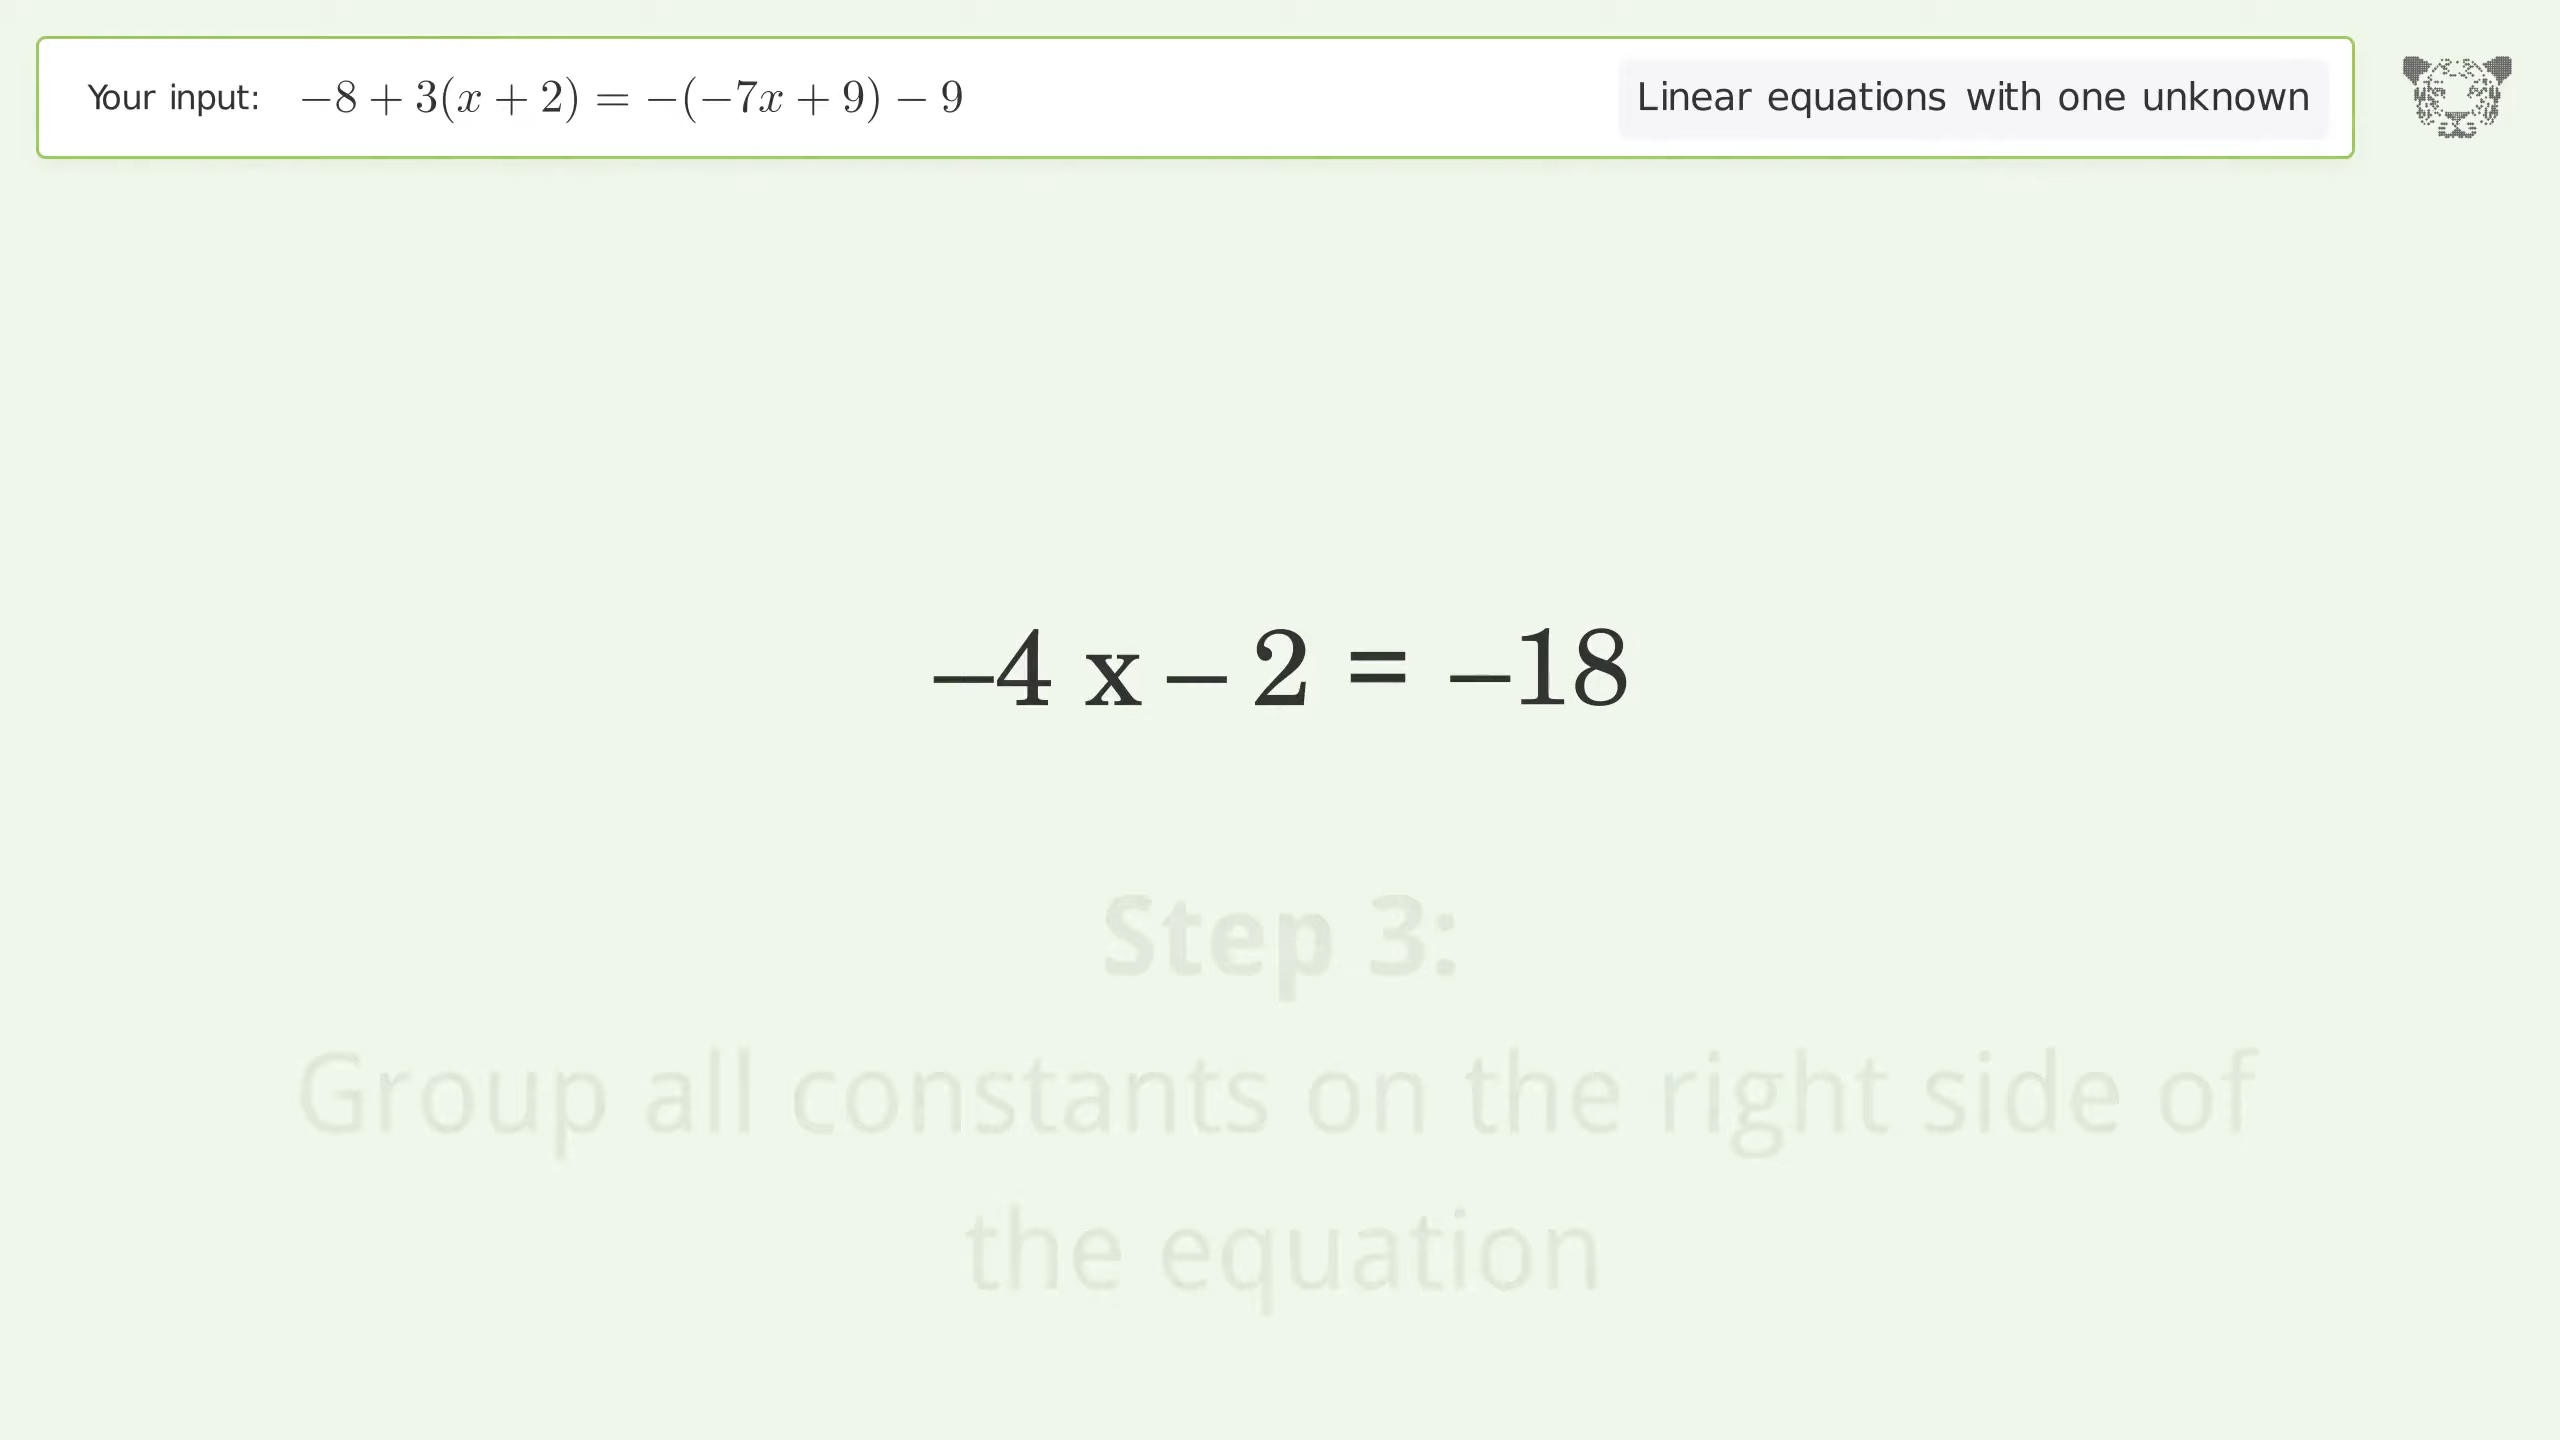 Your input: −8 + 3(x + 2) = −(−7x + 9) − 9
Linear equations with one unknown
−4 x − 2 = −18
Step 3:
Group all constants on the right side of
the equation